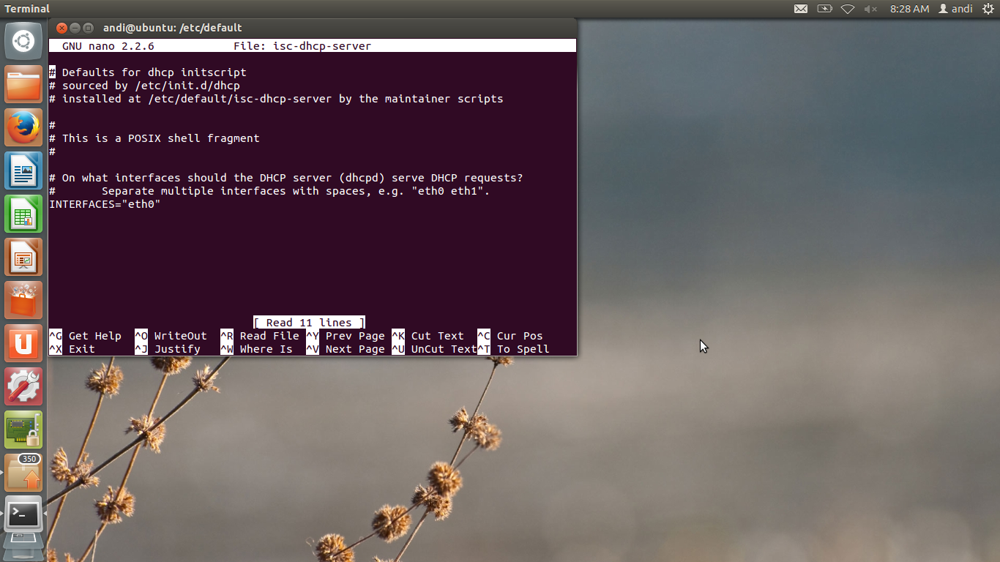 Terminal
8:28 AM andi
andi@ubuntu: /etc/default
GNU nano 2.2.6 File: isc-dhcp-server
# Defaults for dhcp initscript
# sourced by /etc/init.d/dhcp
# installed at /etc/default/isc-dhcp-server by the maintainer scripts
#
# This is a POSIX shell fragment
#
# On what interfaces should the DHCP server (dhcpd) serve DHCP requests?
# Separate multiple interfaces with spaces, e.g. "eth0 eth1".
INTERFACES="eth0"
[ Read 11 lines ]
^G Get Help ^O WriteOut ^R Read File ^Y Prev Page ^K Cut Text ^C Cur Pos
^X Exit ^J Justify ^W Where Is ^V Next Page ^U UnCut Text^T To Spell
350
>_